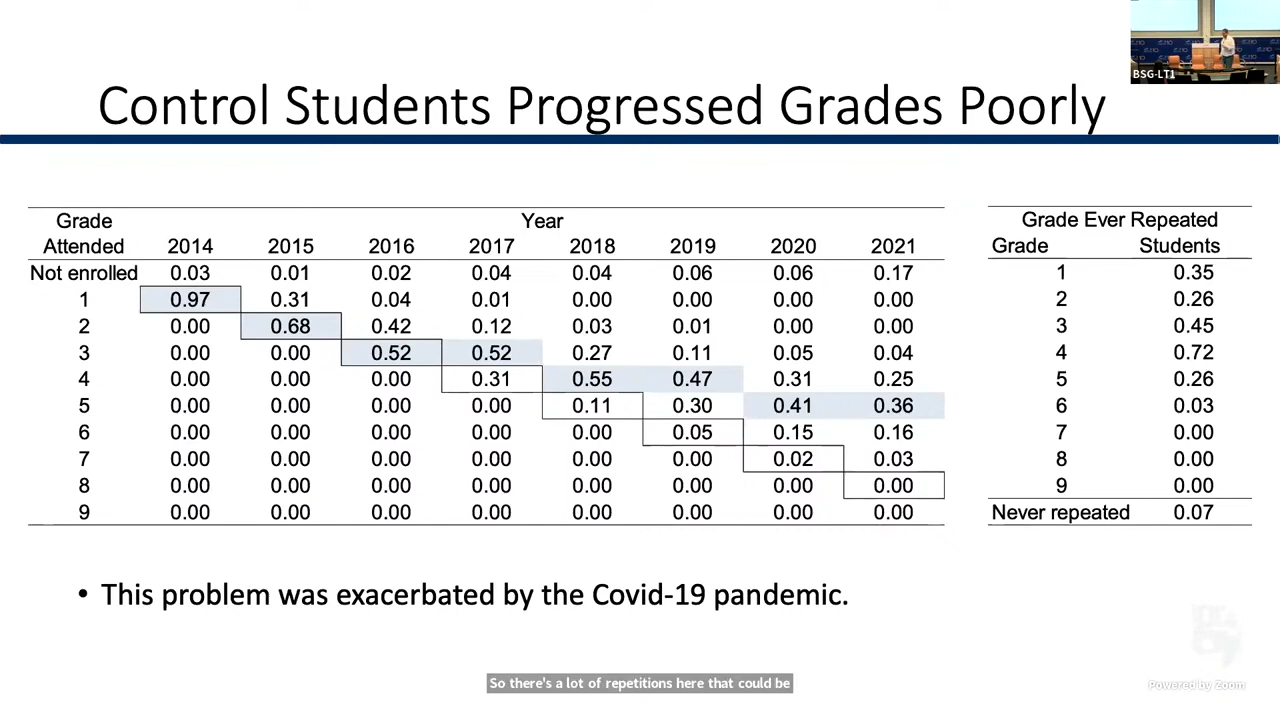 BSG-LT1
Control Students Progressed Grades Poorly
Grade Year
Attended 2014 2015 2016 2017 2018 2019 2020 2021
Not enrolled 0.03 0.01 0.02 0.04 0.04 0.06 0.06 0.17
1 0.97 0.31 0.04 0.01 0.00 0.00 0.00 0.00
2 0.00 0.68 0.42 0.12 0.03 0.01 0.00 0.00
3 0.00 0.00 0.52 0.52 0.27 0.11 0.05 0.04
4 0.00 0.00 0.00 0.31 0.55 0.47 0.31 0.25
5 0.00 0.00 0.00 0.00 0.11 0.30 0.41 0.36
6 0.00 0.00 0.00 0.00 0.00 0.05 0.15 0.16
7 0.00 0.00 0.00 0.00 0.00 0.00 0.02 0.03
8 0.00 0.00 0.00 0.00 0.00 0.00 0.00 0.00
9 0.00 0.00 0.00 0.00 0.00 0.00 0.00 0.00
Grade Ever Repeated
Grade Students
1 0.35
2 0.26
3 0.45
4 0.72
5 0.26
6 0.03
7 0.00
8 0.00
9 0.00
Never repeated 0.07
• This problem was exacerbated by the Covid-19 pandemic.
So there's a lot of repetitions here that could be
Powered by Zoom